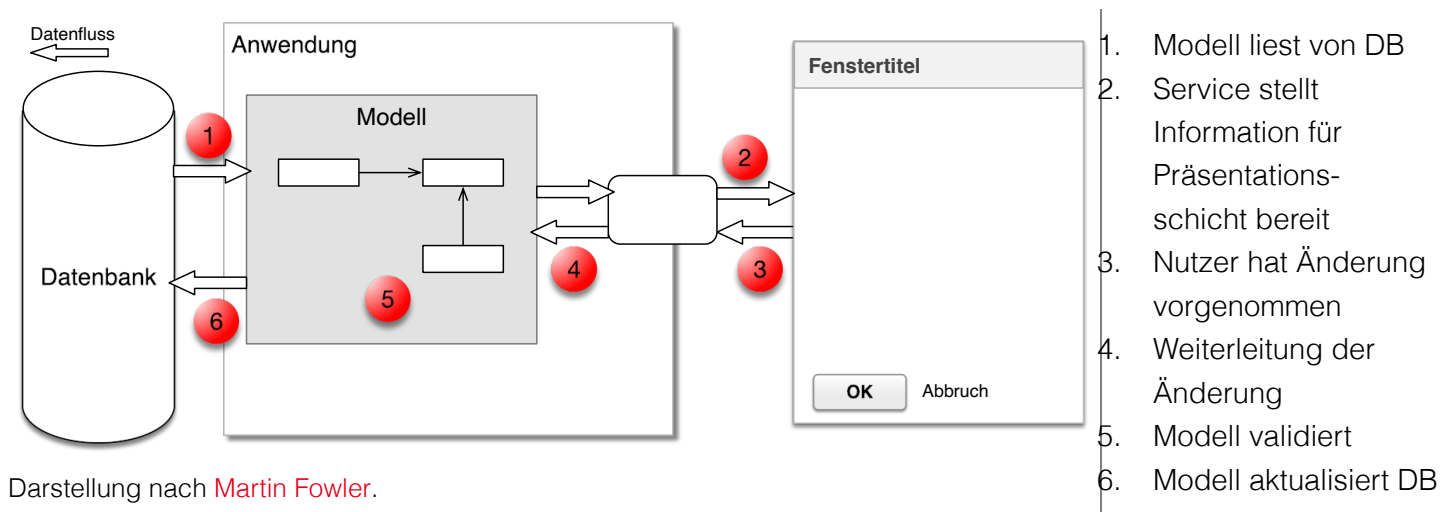 Datenfluss
Anwendung
Modell
Datenbank
1
2
3
4
5
6
Fenstertitel
OK
Abbruch
1. Modell liest von DB
2. Service stellt
Information für
Präsentations-
schicht bereit
3. Nutzer hat Änderung
vorgenommen
4. Weiterleitung der
Änderung
5. Modell validiert
6. Modell aktualisiert DB
Darstellung nach Martin Fowler.